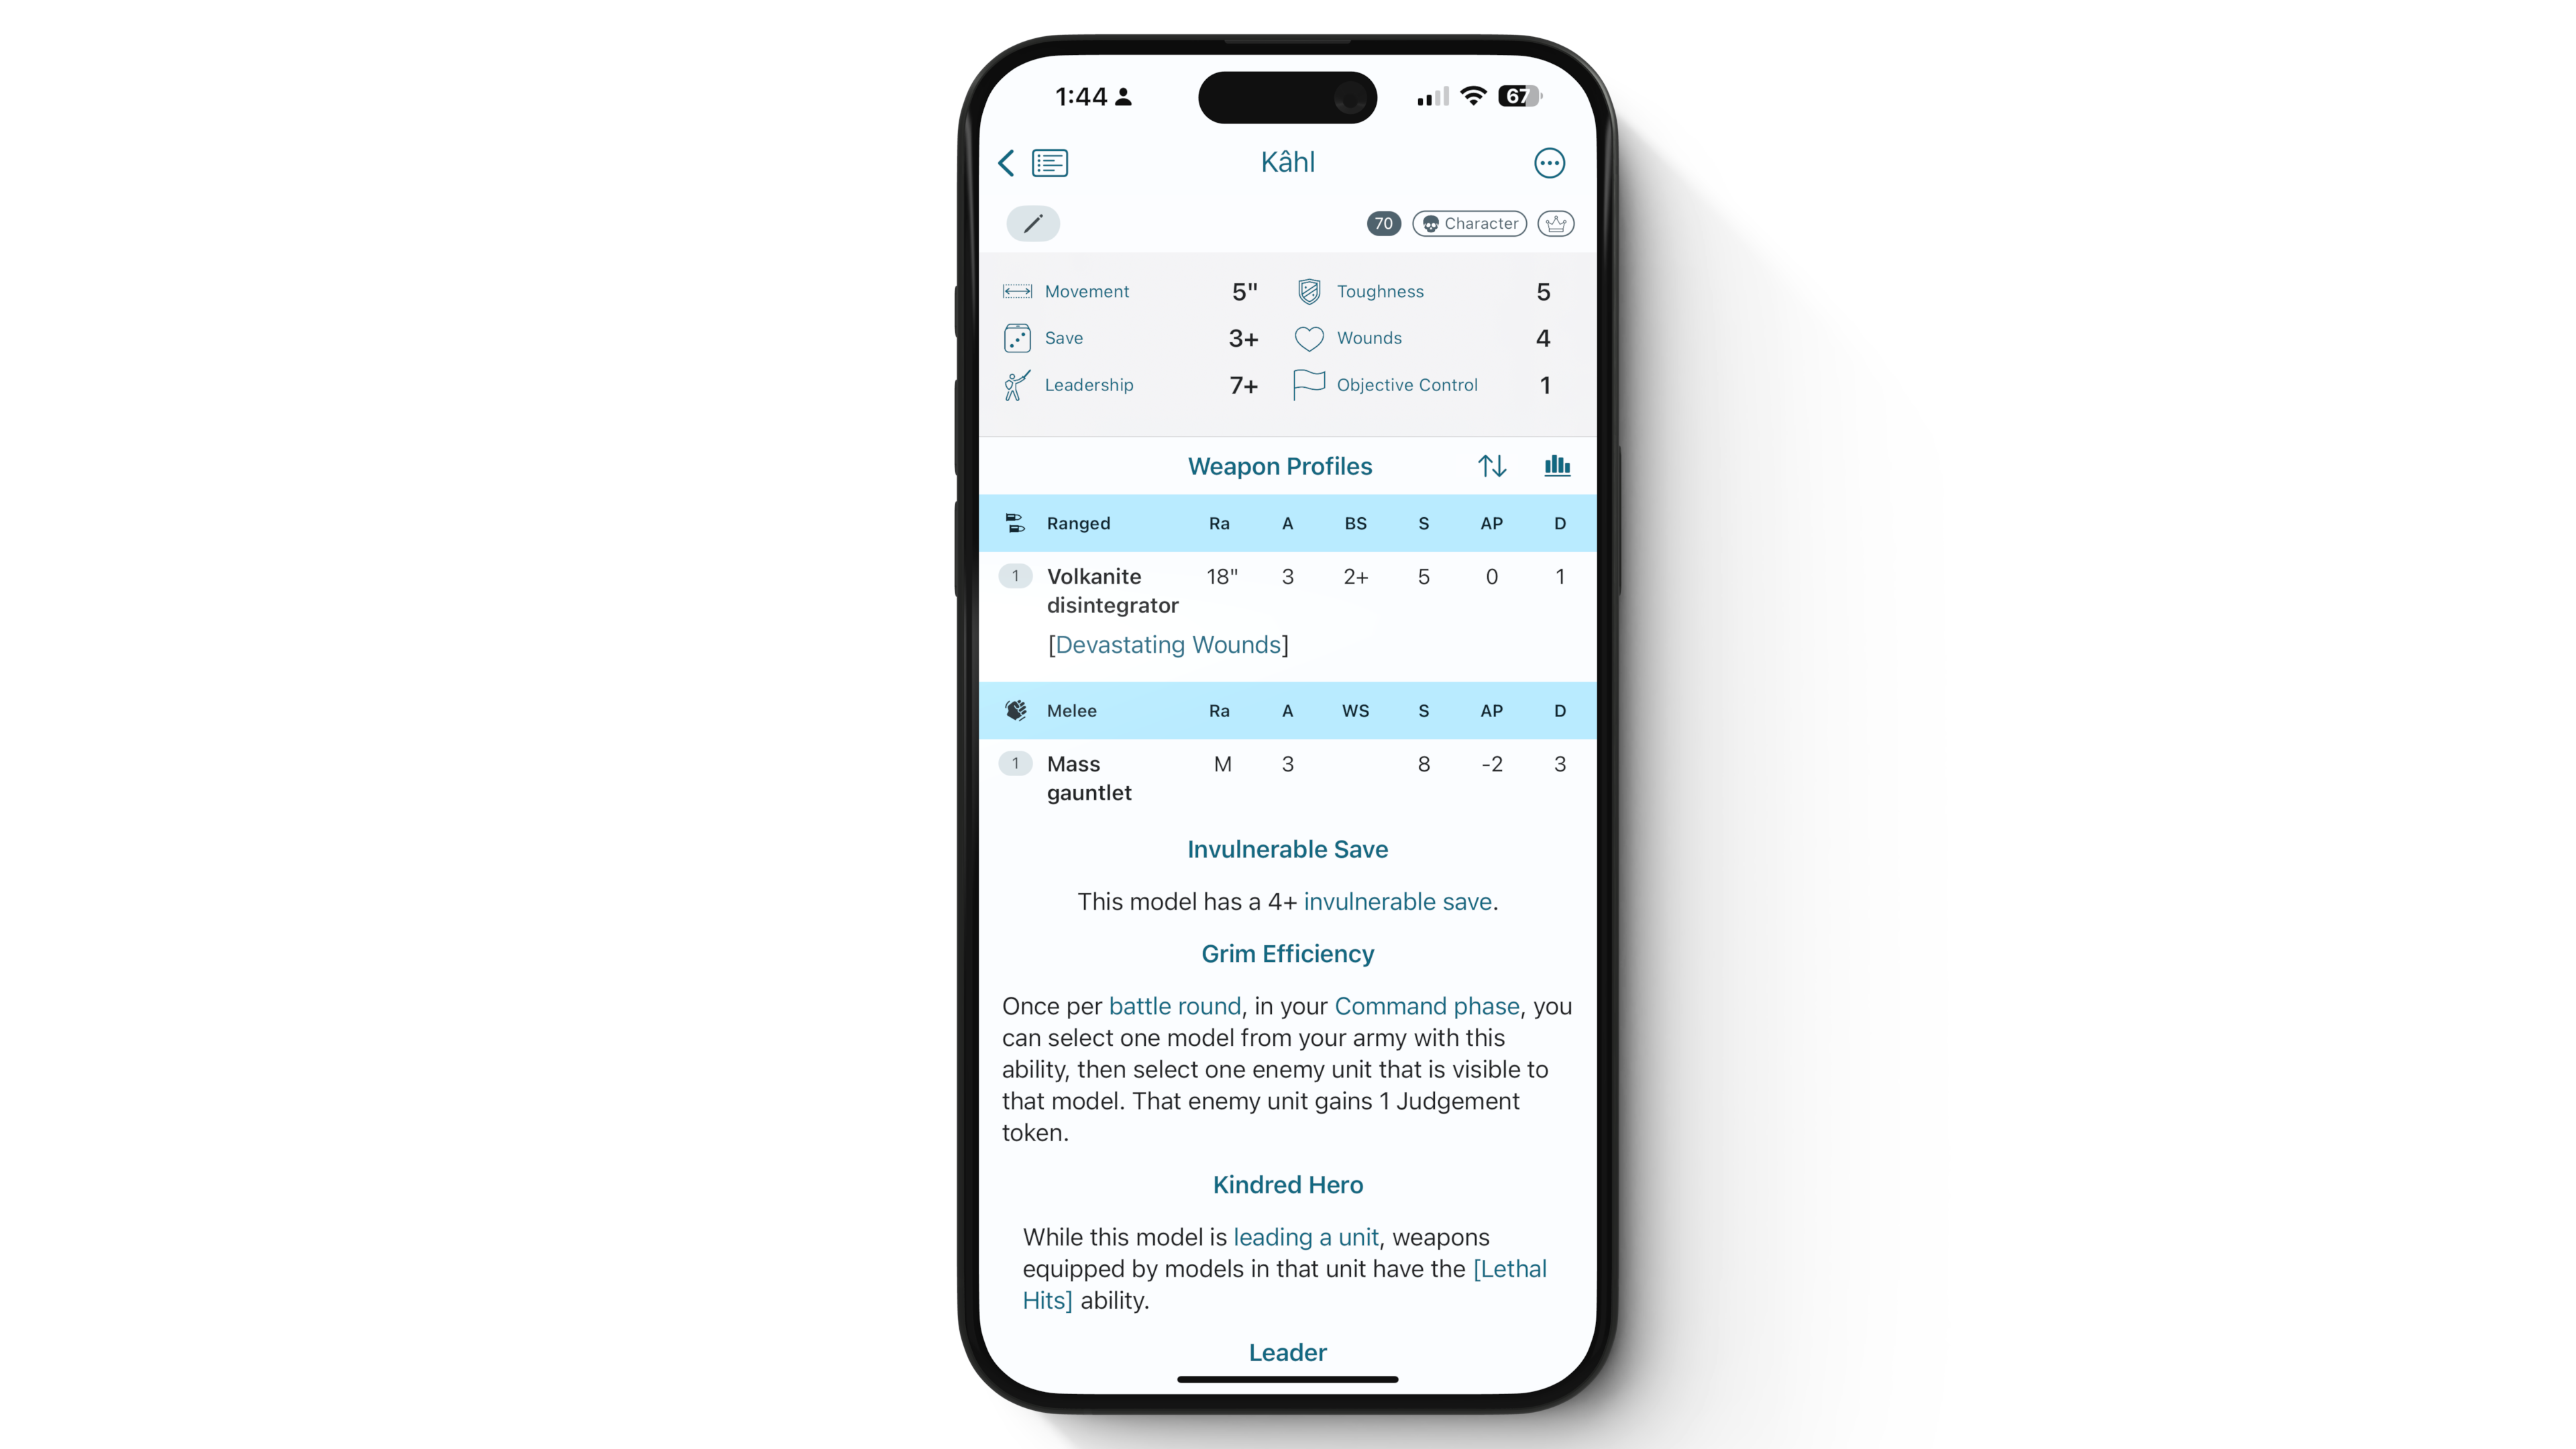 1:44 67
Kâhl
70 Character
Movement 5" Toughness 5
Save 3+ Wounds 4
Leadership 7+ Objective Control 1
Weapon Profiles
Ranged Ra A BS S AP D
1 Volkanite 18" 3 2+ 5 0 1
disintegrator
[Devastating Wounds]
Melee Ra A WS S AP D
1 Mass M 3 8 -2 3
gauntlet
Invulnerable Save
This model has a 4+ invulnerable save.
Grim Efficiency
Once per battle round, in your Command phase, you
can select one model from your army with this
ability, then select one enemy unit that is visible to
that model. That enemy unit gains 1 Judgement
token.
Kindred Hero
While this model is leading a unit, weapons
equipped by models in that unit have the [Lethal
Hits] ability.
Leader